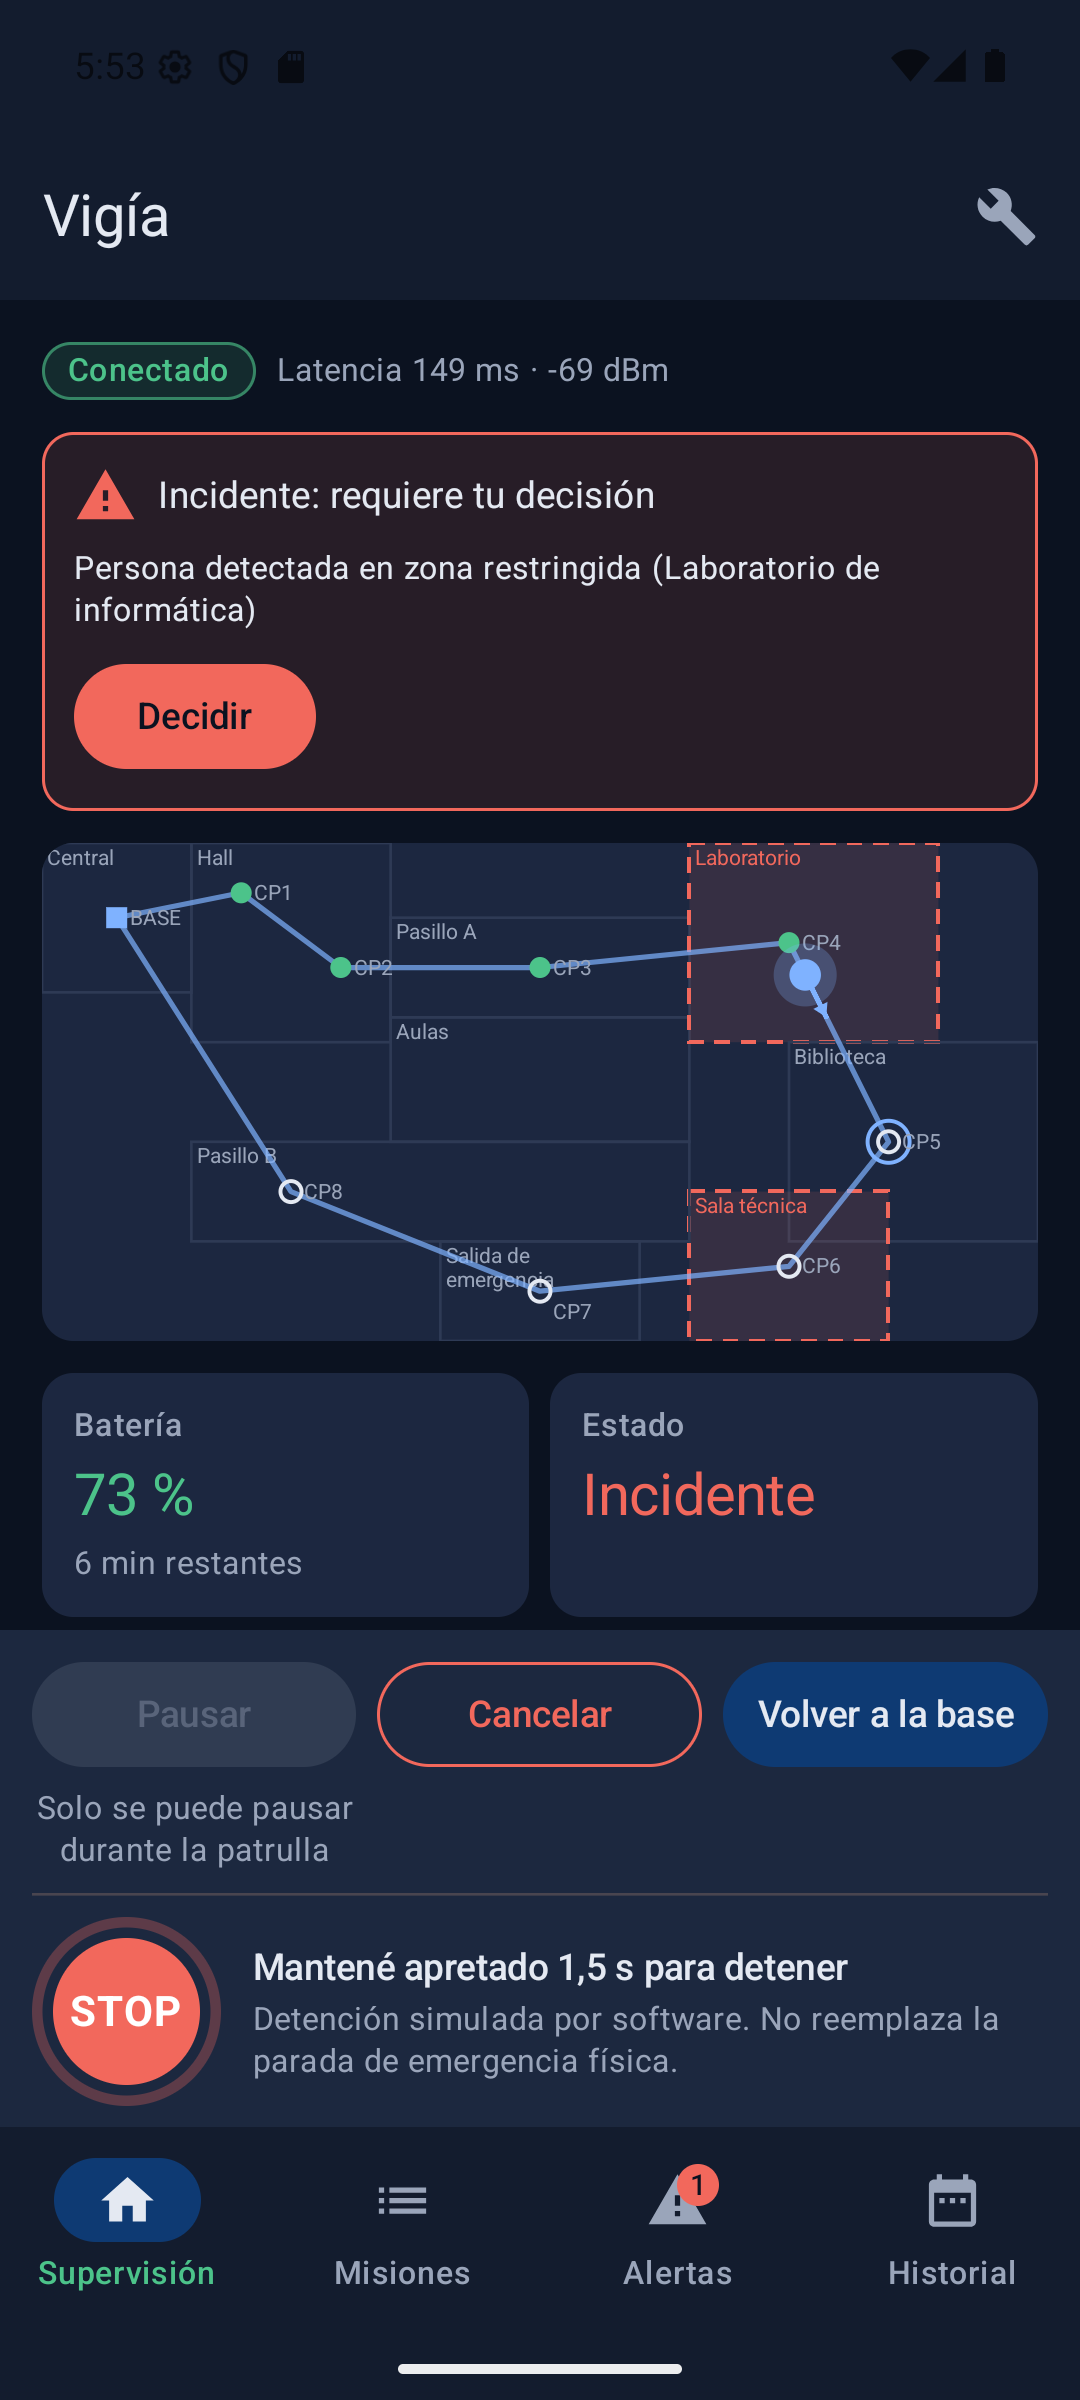 5:53
Vigía
Conectado
Latencia 149 ms · -69 dBm
Incidente: requiere tu decisión
Persona detectada en zona restringida (Laboratorio de
informática)
Decidir
Central
Hall
Laboratorio
CP1
BASE
Pasillo A
CP4
CP2
CP3
Aulas
Biblioteca
CP5
Pasillo B
CP8
Sala técnica
Salida de
emergencia
CP6
CP7
Batería
73 %
6 min restantes
Estado
Incidente
Pausar
Cancelar
Volver a la base
Solo se puede pausar
durante la patrulla
STOP
Mantené apretado 1,5 s para detener
Detención simulada por software. No reemplaza la
parada de emergencia física.
1
Supervisión
Misiones
Alertas
Historial